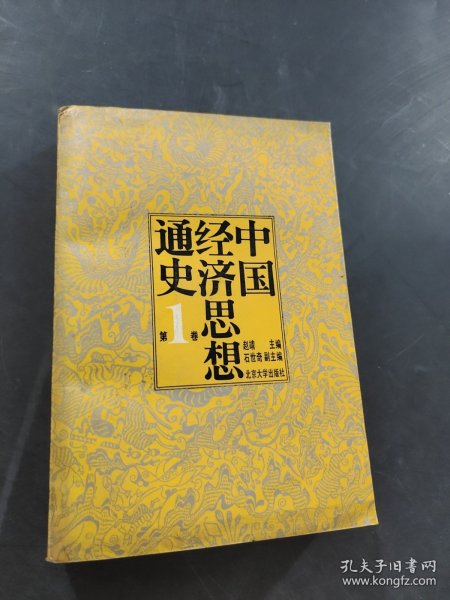 中国
经济思想
通史
第1卷
赵靖 主编
石世奇 副主编
北京大学出版社
孔夫子旧书网
www.kongfz.com